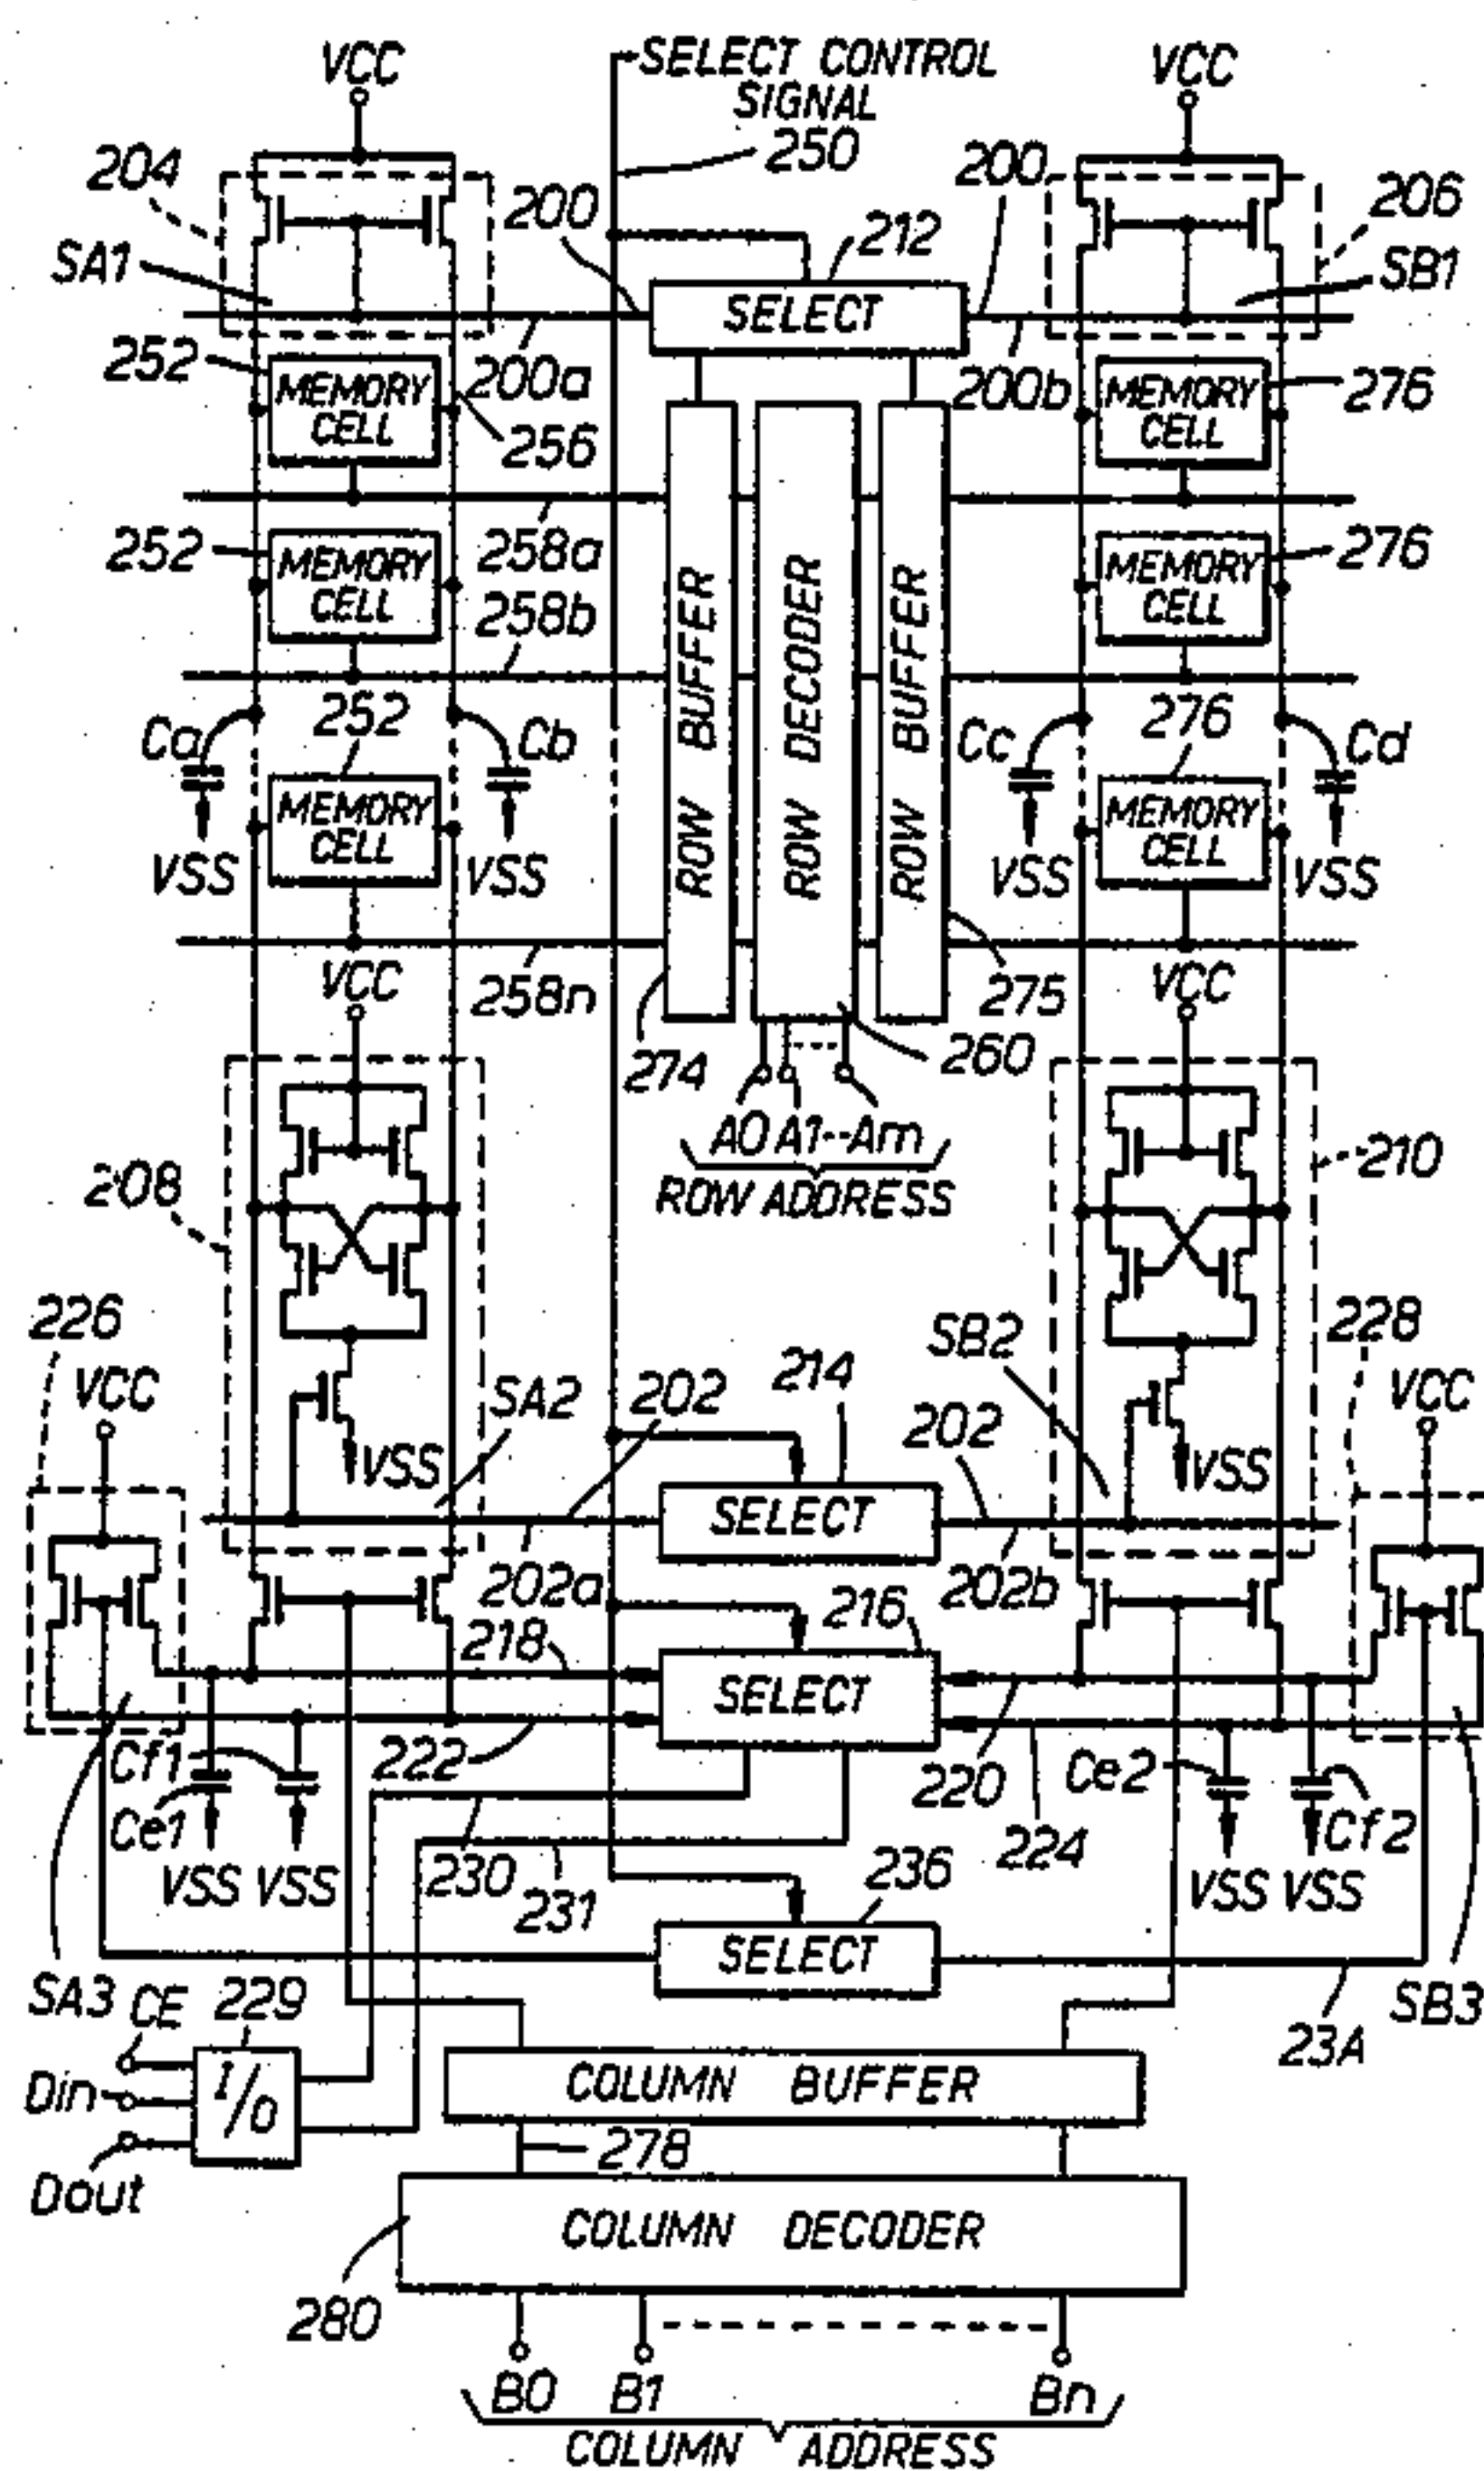 VCC
SELECT CONTROL
SIGNAL
VCC
250
204
200
200
206
212
SA1
SELECT
SB1
252
MEMORY
CELL
200a
256
200b
MEMORY
CELL
276
252
MEMORY
CELL
258a
258b
MEMORY
CELL
276
ROW BUFFER
ROW DECODER
ROW BUFFER
Ca
252
Cb
Cc
276
Cd
MEMORY
CELL
MEMORY
CELL
VSS
VSS
VSS
VSS
VCC
258n
275
VCC
274
260
A0 A1--Am
ROW ADDRESS
208
210
226
228
VCC
SB2
214
VCC
SA2
202
202
VSS
VSS
SELECT
202a
202b
218
216
SELECT
Cf1
222
220
Ce2
Ce1
Cf2
VSS
VSS
230
231
224
VSS
VSS
236
SELECT
SA3
CE
229
SB3
23A
Din
I/O
COLUMN BUFFER
Dout
278
COLUMN DECODER
280
B0
B1
Bn
COLUMN ADDRESS